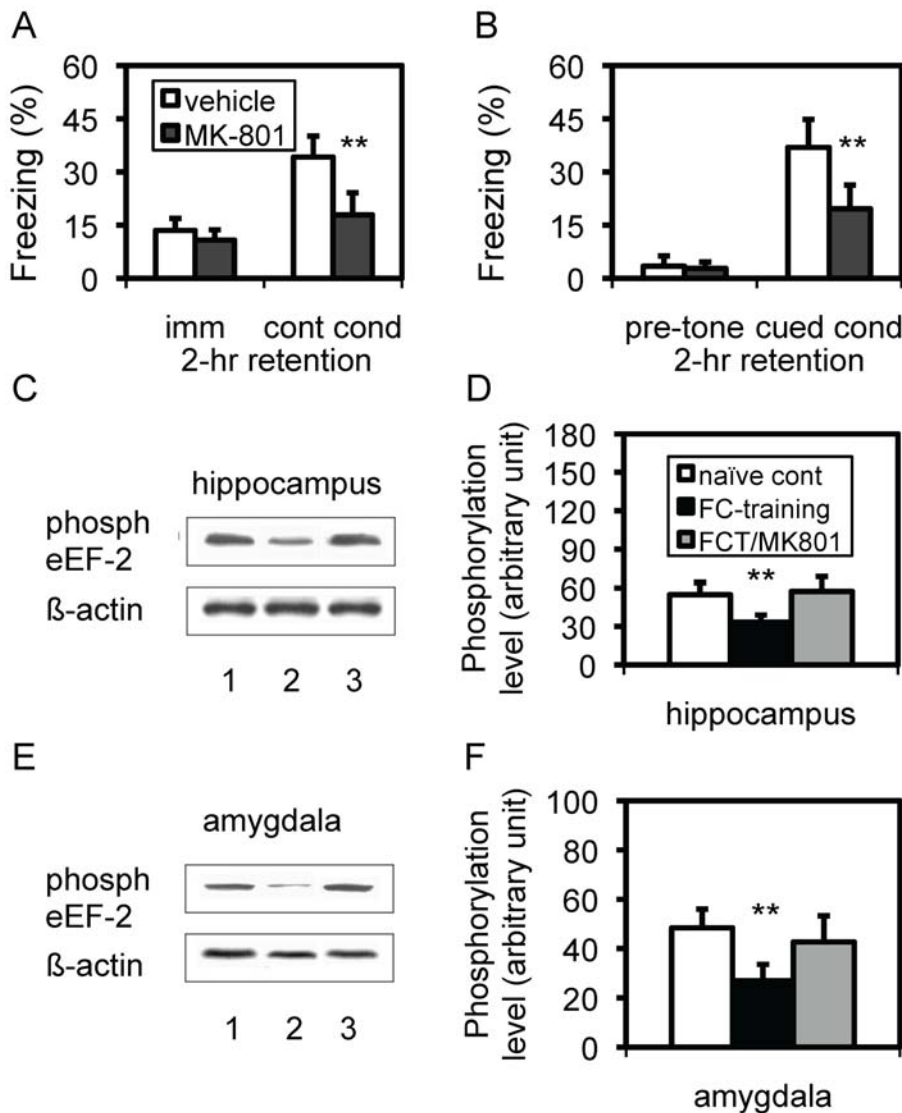 A
Freezing (%)
60
45
30
15
0
vehicle
MK-801
**
imm cont cond
2-hr retention
B
Freezing (%)
60
45
30
15
0
**
pre-tone cued cond
2-hr retention
C
hippocampus
phosph
eEF-2
ß-actin
1 2 3
D
Phosphorylation
level (arbitrary unit)
180
150
120
90
60
30
0
naïve cont
FC-training
FCT/MK801
**
hippocampus
E
amygdala
phosph
eEF-2
ß-actin
1 2 3
F
Phosphorylation
level (arbitrary unit)
100
80
60
40
20
0
**
amygdala